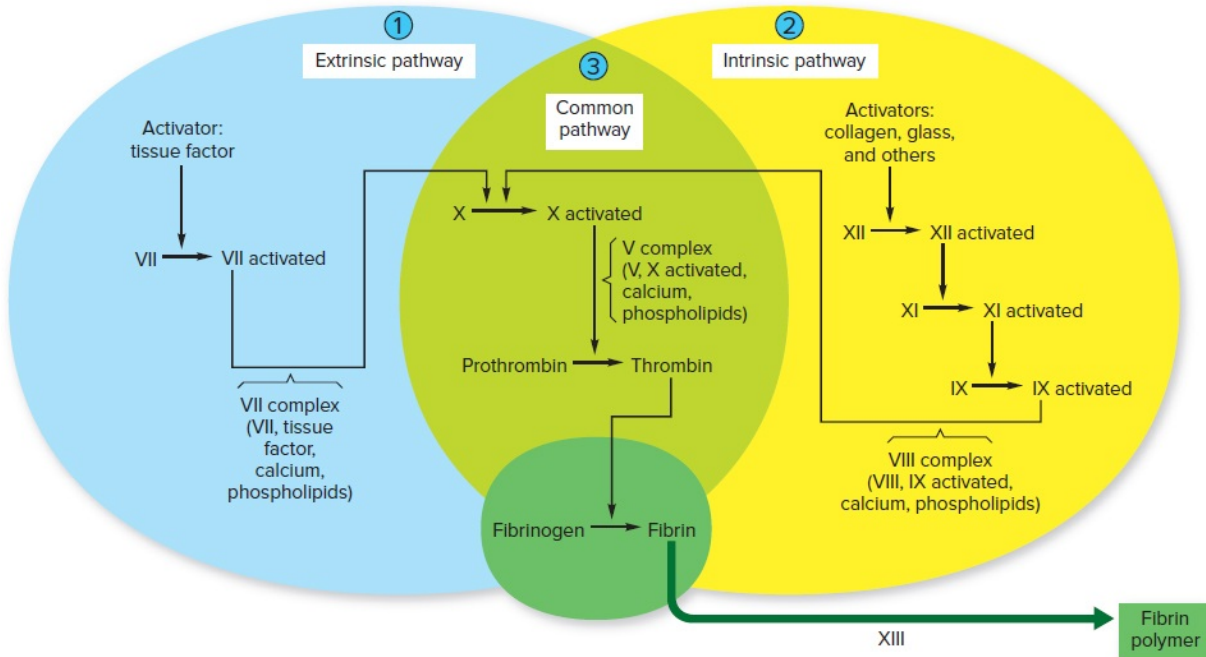 1
Extrinsic pathway
2
Intrinsic pathway
3
Common
pathway
Activator:
tissue factor
VII
VII activated
VII complex
(VII, tissue
factor,
calcium,
phospholipids)
X
X activated
V complex
(V, X activated,
calcium,
phospholipids)
Prothrombin
Thrombin
Fibrinogen
Fibrin
Activators:
collagen, glass,
and others
XII
XII activated
XI
XI activated
IX
IX activated
VIII complex
(VIII, IX activated,
calcium, phospholipids)
XIII
Fibrin
polymer